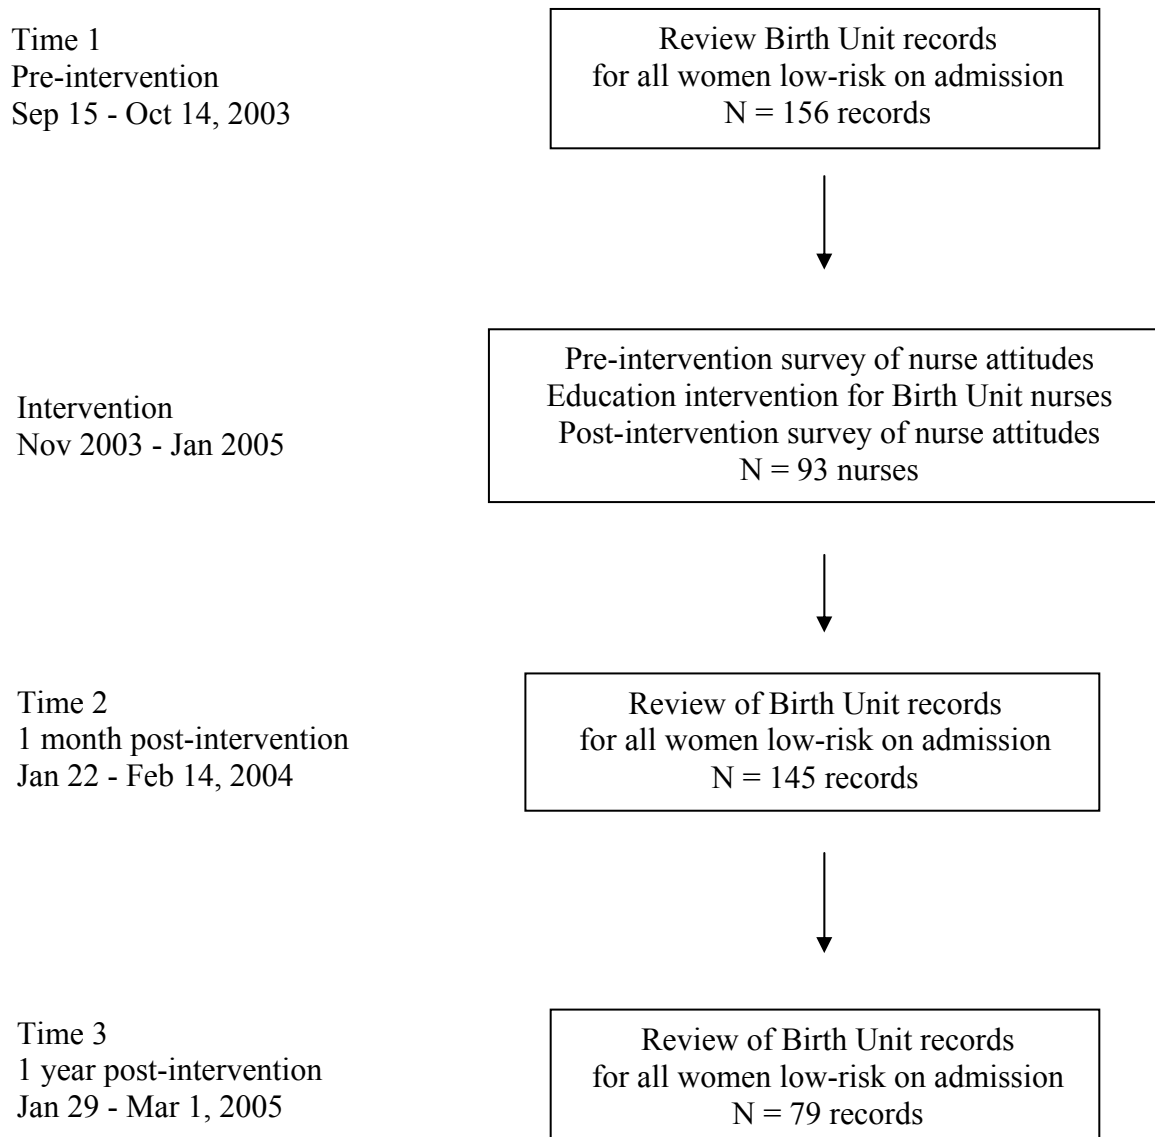 Time 1
Pre-intervention
Sep 15 - Oct 14, 2003
Review Birth Unit records
for all women low-risk on admission
N = 156 records
Intervention
Nov 2003 - Jan 2005
Pre-intervention survey of nurse attitudes
Education intervention for Birth Unit nurses
Post-intervention survey of nurse attitudes
N = 93 nurses
Time 2
1 month post-intervention
Jan 22 - Feb 14, 2004
Review of Birth Unit records
for all women low-risk on admission
N = 145 records
Time 3
1 year post-intervention
Jan 29 - Mar 1, 2005
Review of Birth Unit records
for all women low-risk on admission
N = 79 records